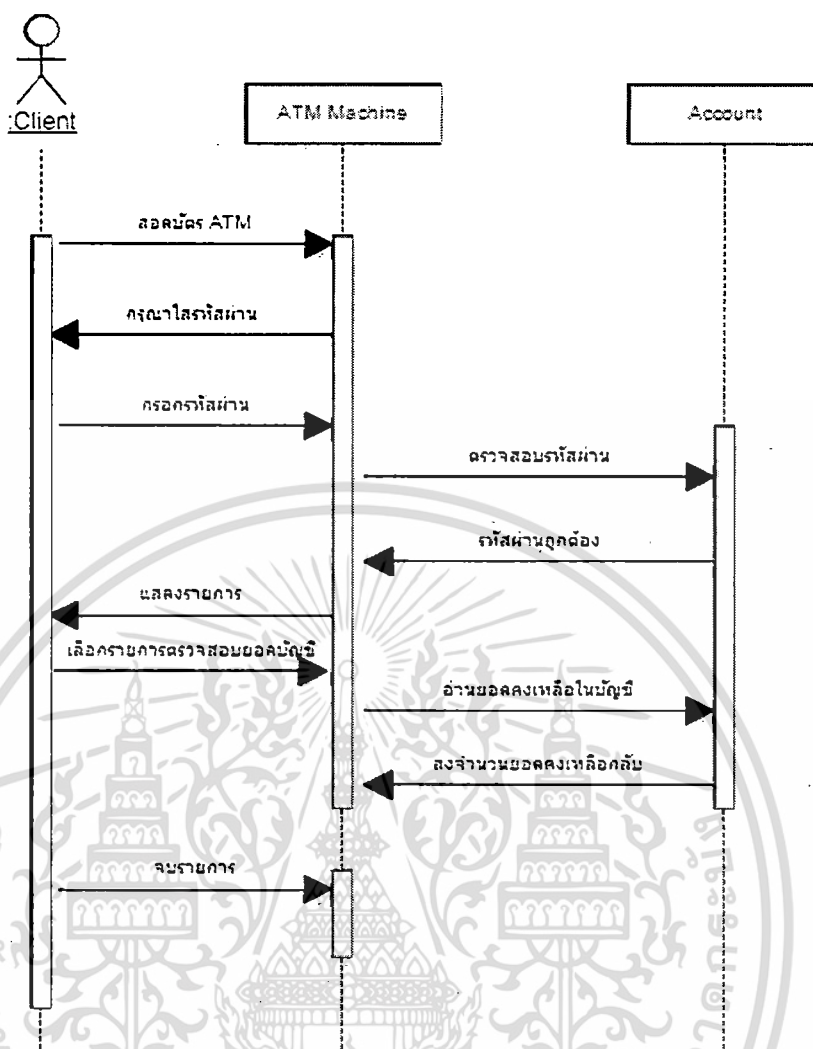 :Client
ATM Machine
Account
สอดบัตร ATM
กรุณาใส่รหัสผ่าน
กรอกรหัสผ่าน
ตรวจสอบรหัสผ่าน
รหัสผ่านถูกต้อง
แสดงรายการ
เลือกรายการตรวจสอบยอดบัญชี
อ่านยอดคงเหลือในบัญชี
ส่งจำนวนยอดคงเหลือกลับ
จบรายการ